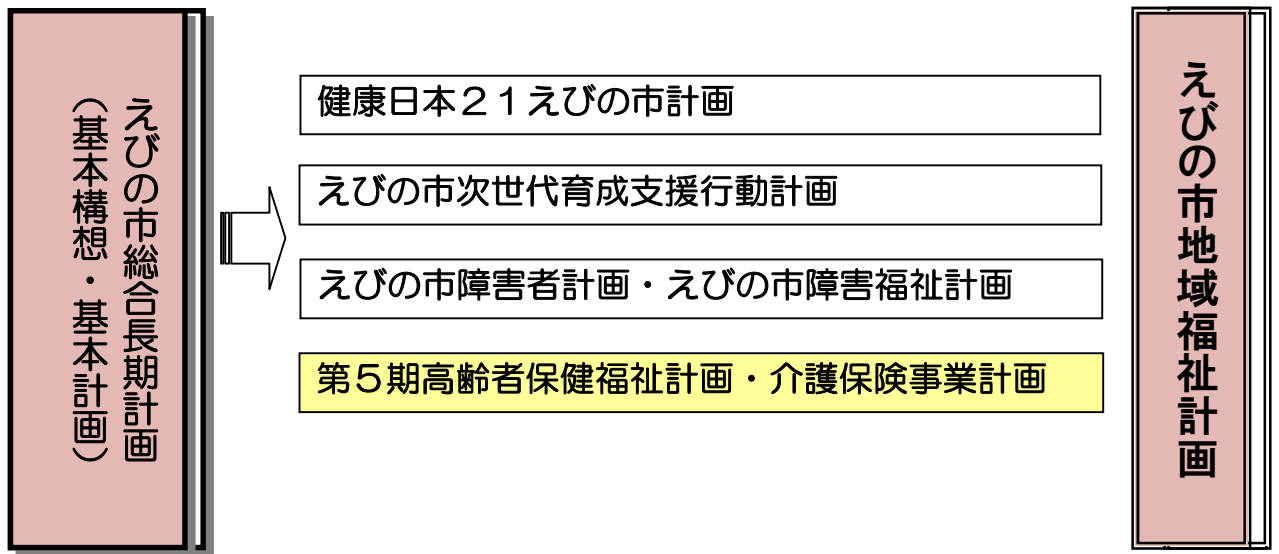 えびの市総合長期計画
（基本構想・基本計画）
健康日本２１えびの市計画
えびの市次世代育成支援行動計画
えびの市障害者計画・えびの市障害福祉計画
第５期高齢者保健福祉計画・介護保険事業計画
えびの市地域福祉計画